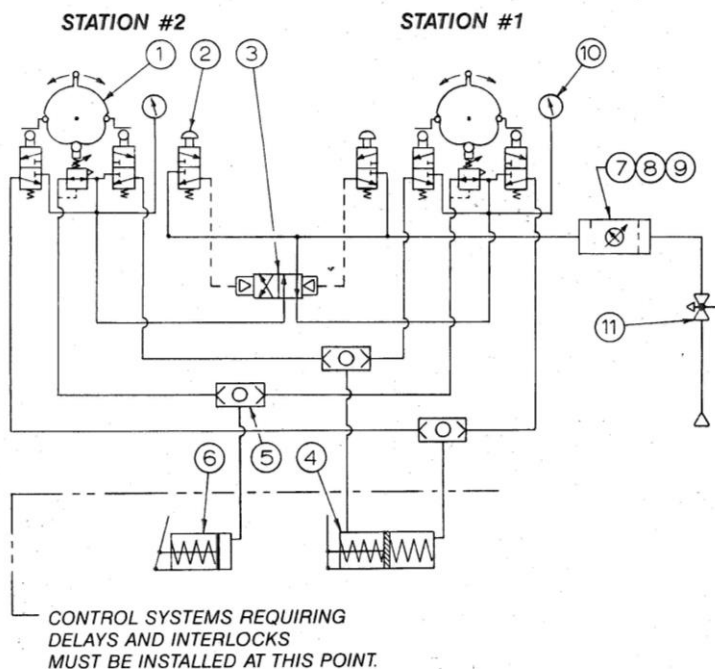 STATION #2
STATION #1
1
2
3
10
7 8 9
11
5
6
4
CONTROL SYSTEMS REQUIRING
DELAYS AND INTERLOCKS
MUST BE INSTALLED AT THIS POINT.